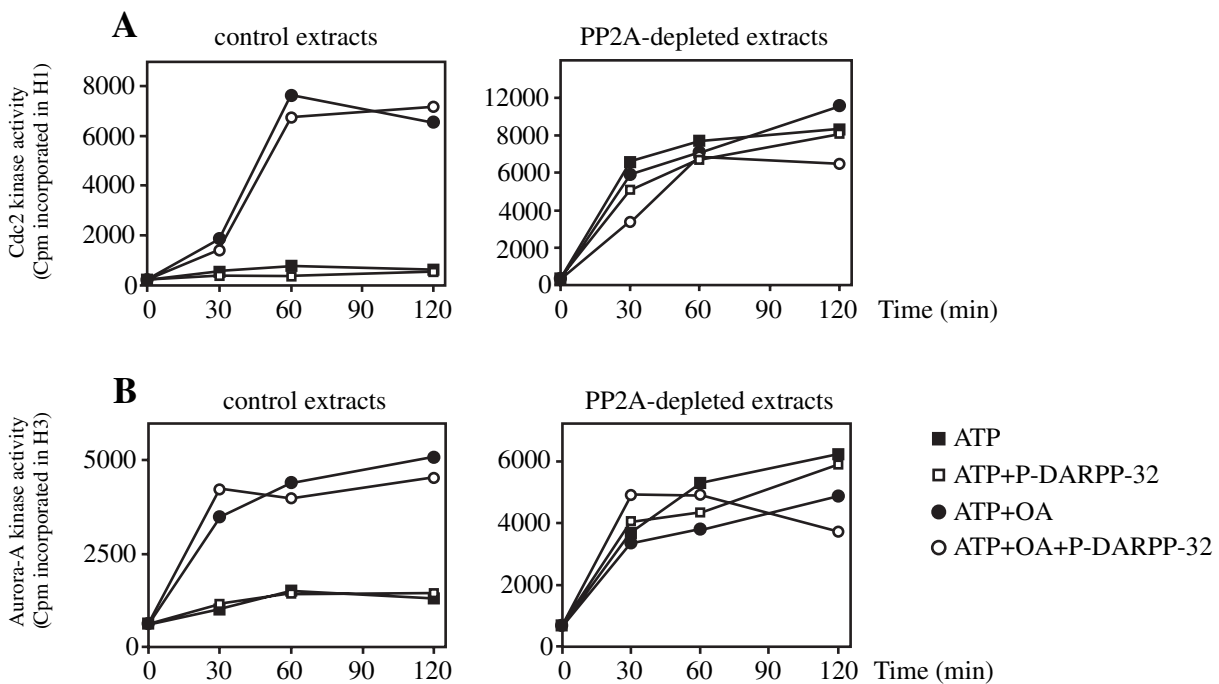 A
control extracts
PP2A-depleted extracts
Cdc2 kinase activity
(Cpm incorporated in H1)
8000
6000
4000
2000
0
0 30 60 90 120
12000
10000
8000
6000
4000
2000
0
0 30 60 90 120
Time (min)
B
control extracts
PP2A-depleted extracts
Aurora-A kinase activity
(Cpm incorporated in H3)
5000
2500
0
0 30 60 90 120
6000
4000
2000
0
0 30 60 90 120
Time (min)
ATP
ATP+P-DARPP-32
ATP+OA
ATP+OA+P-DARPP-32